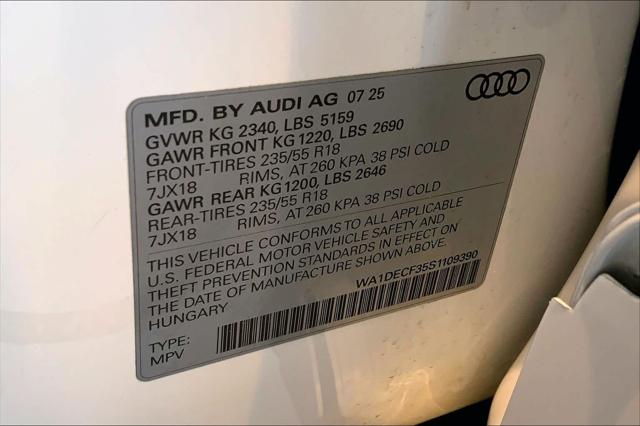 MFD. BY AUDI AG 07 25
GVWR KG 2340, LBS 5159
GAWR FRONT KG 1220, LBS 2690
FRONT-TIRES 235/55 R18
7JX18 RIMS, AT 260 KPA 38 PSI COLD
GAWR REAR KG 1200, LBS 2646
REAR-TIRES 235/55 R18
7JX18 RIMS, AT 260 KPA 38 PSI COLD
THIS VEHICLE CONFORMS TO ALL APPLICABLE
U.S. FEDERAL MOTOR VEHICLE SAFETY AND
THEFT PREVENTION STANDARDS IN EFFECT ON
THE DATE OF MANUFACTURE SHOWN ABOVE.
HUNGARY WA1DECF35S1109390
TYPE:
MPV